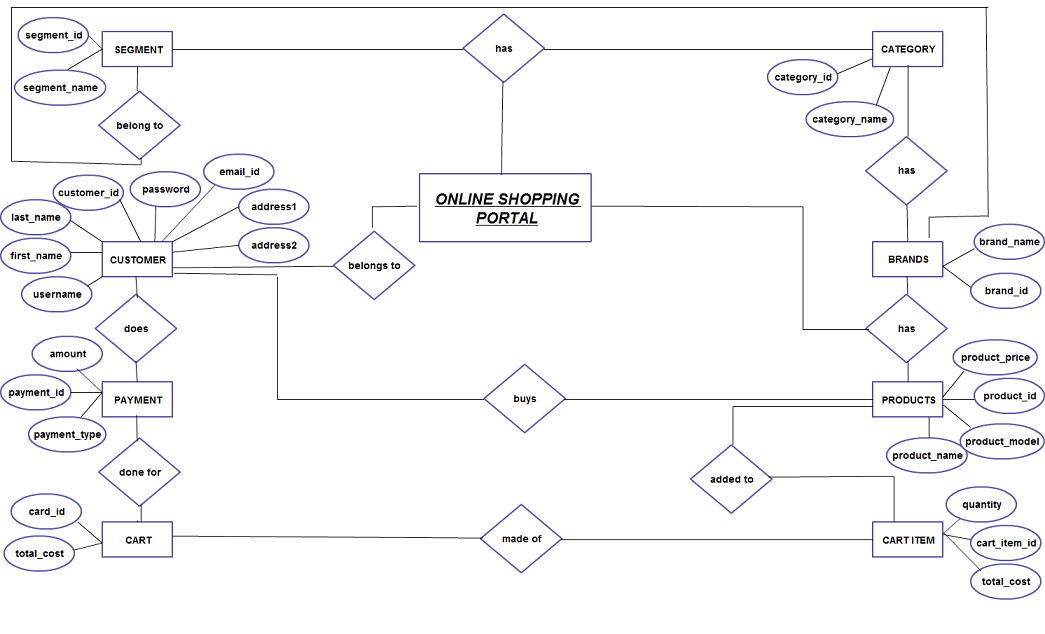 segment_id
SEGMENT
has
CATEGORY
segment_name
category_id
category_name
belong to
has
email_id
customer_id
password
address1
last_name
ONLINE SHOPPING
PORTAL
first_name
CUSTOMER
address2
belongs to
BRANDS
brand_name
username
brand_id
does
has
amount
product_price
payment_id
PAYMENT
buys
PRODUCTS
product_id
payment_type
product_name
product_model
done for
added to
card_id
quantity
CART
made of
CART ITEM
cart_item_id
total_cost
total_cost